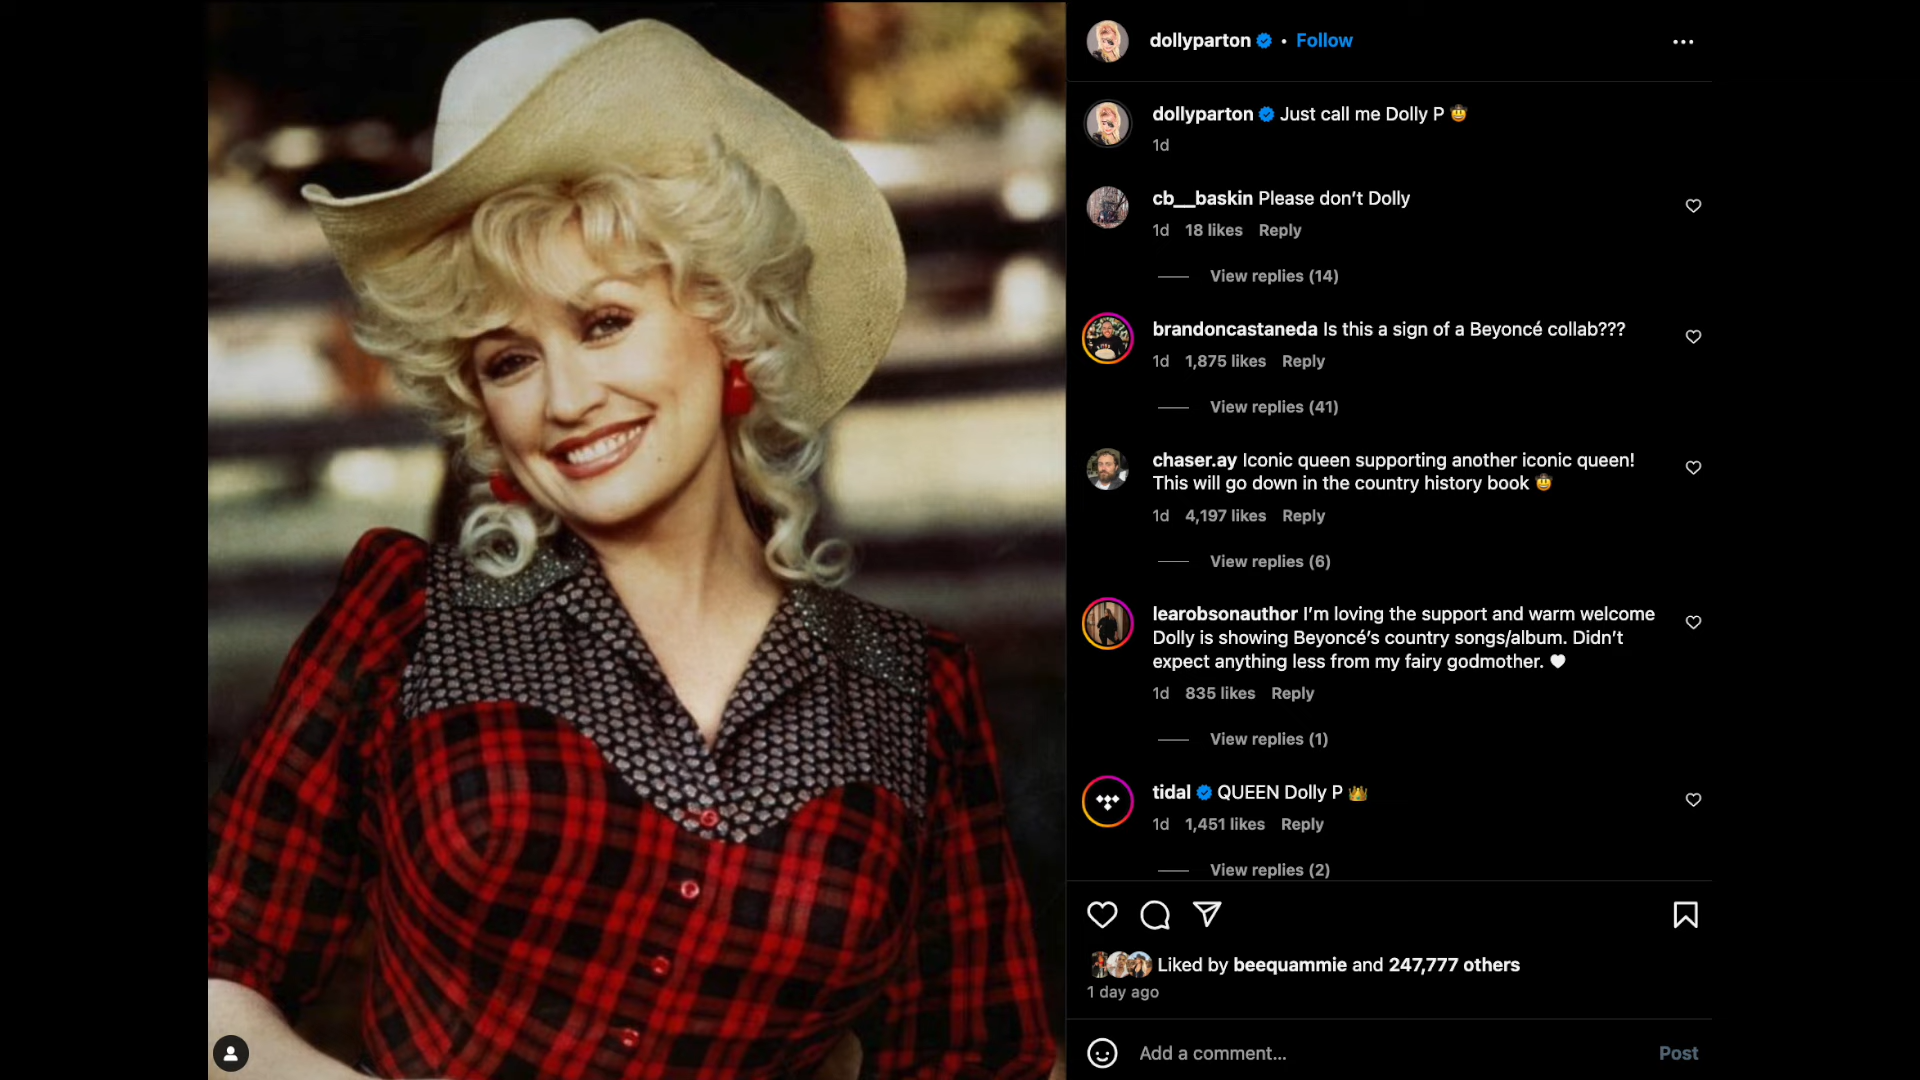 dollyparton • Follow
dollyparton Just call me Dolly P 🤠
1d
cb__baskin Please don’t Dolly
1d 18 likes Reply
View replies (14)
brandoncastaneda Is this a sign of a Beyoncé collab???
1d 1,875 likes Reply
View replies (41)
chaser.ay Iconic queen supporting another iconic queen!
This will go down in the country history book 🤠
1d 4,197 likes Reply
View replies (6)
learobsonauthor I’m loving the support and warm welcome
Dolly is showing Beyoncé’s country songs/album. Didn’t
expect anything less from my fairy godmother. 🤍
1d 835 likes Reply
View replies (1)
tidal QUEEN Dolly P 👑
1d 1,451 likes Reply
View replies (2)
Liked by beequammie and 247,777 others
1 day ago
Add a comment... Post